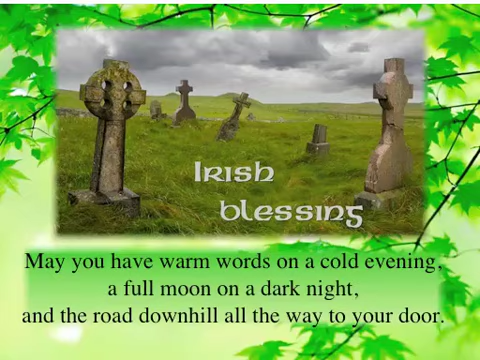 Irish
blessing
May you have warm words on a cold evening,
a full moon on a dark night,
and the road downhill all the way to your door.